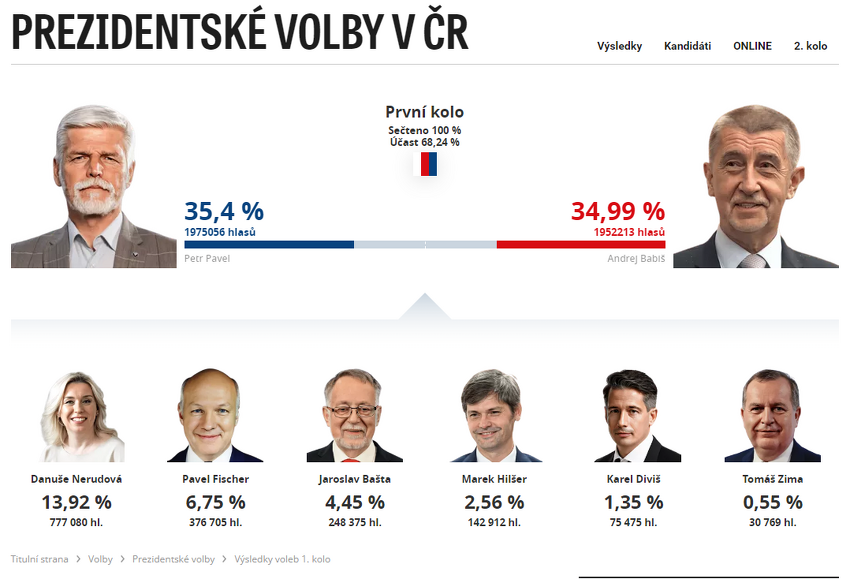 PREZIDENTSKÉ VOLBY V ČR
Výsledky Kandidáti ONLINE 2. kolo
První kolo
Sečteno 100 %
Účast 68,24 %
35,4 %
1975056 hlasů
Petr Pavel
34,99 %
1952213 hlasů
Andrej Babiš
Danuše Nerudová
13,92 %
777 080 hl.
Pavel Fischer
6,75 %
376 705 hl.
Jaroslav Bašta
4,45 %
248 375 hl.
Marek Hilšer
2,56 %
142 912 hl.
Karel Diviš
1,35 %
75 475 hl.
Tomáš Zima
0,55 %
30 769 hl.
Titulní strana > Volby > Prezidentské volby > Výsledky voleb 1. kolo